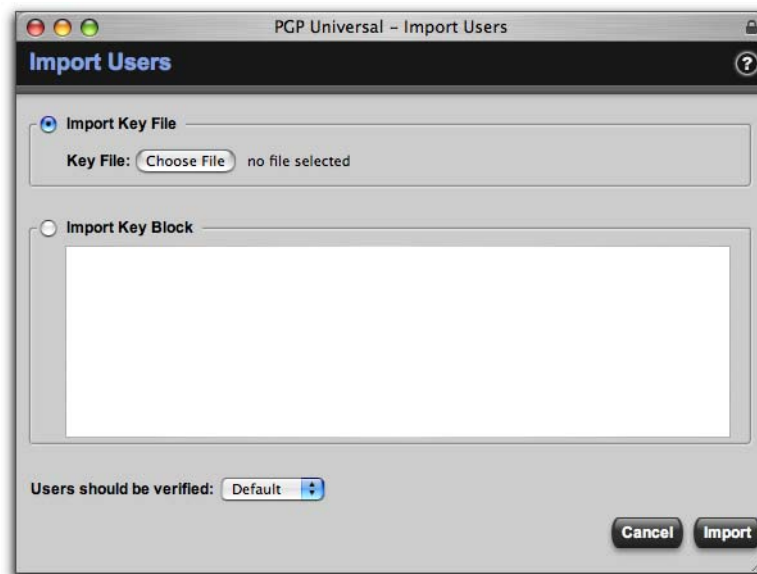 PGP Universal – Import Users
Import Users
?
Import Key File
Key File: Choose File no file selected
Import Key Block
Users should be verified: Default
Cancel Import